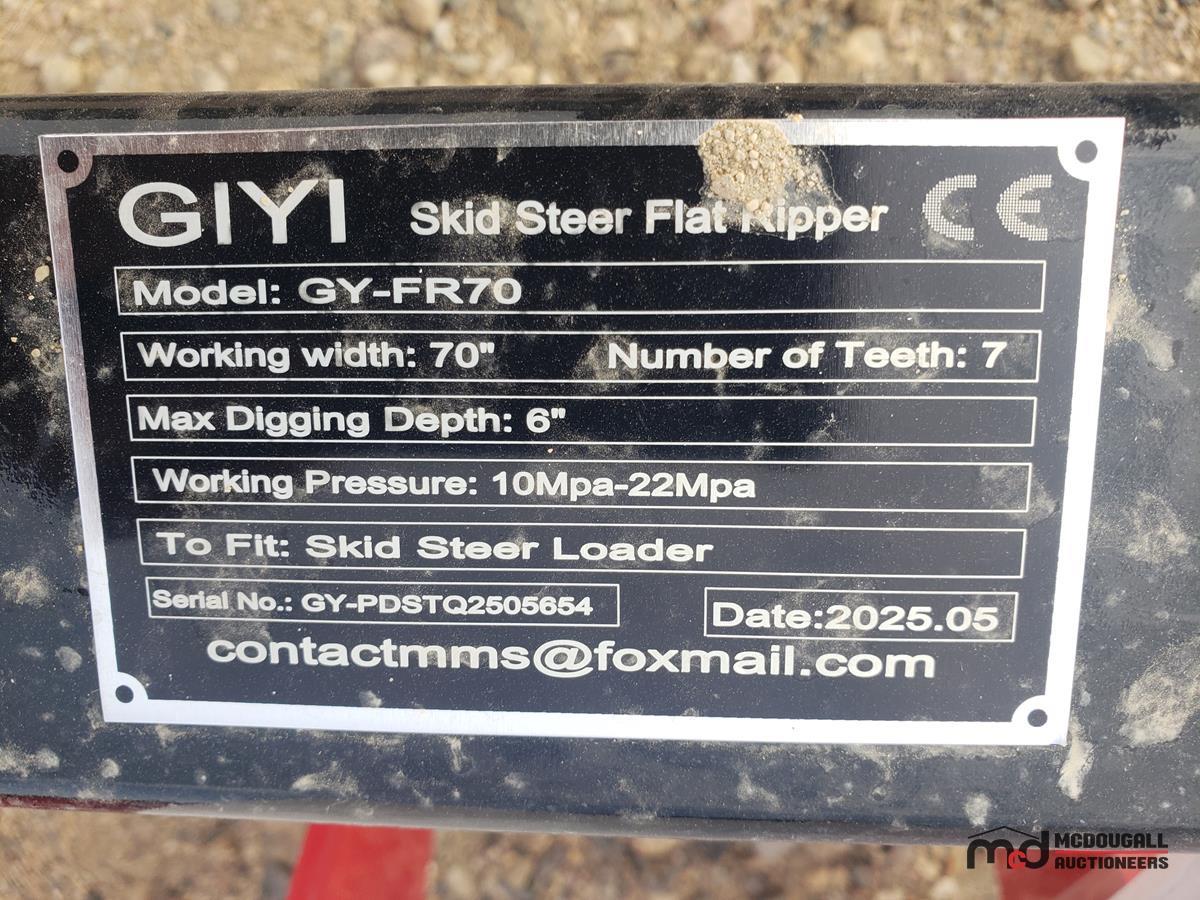 GIYI Skid Steer Flat Ripper CE
Model: GY-FR70
Working width: 70" Number of Teeth: 7
Max Digging Depth: 6"
Working Pressure: 10Mpa-22Mpa
To Fit: Skid Steer Loader
Serial No.: GY-PDSTQ2505654 Date:2025.05
contactmms@foxmail.com
md MCDOUGALL
AUCTIONEERS